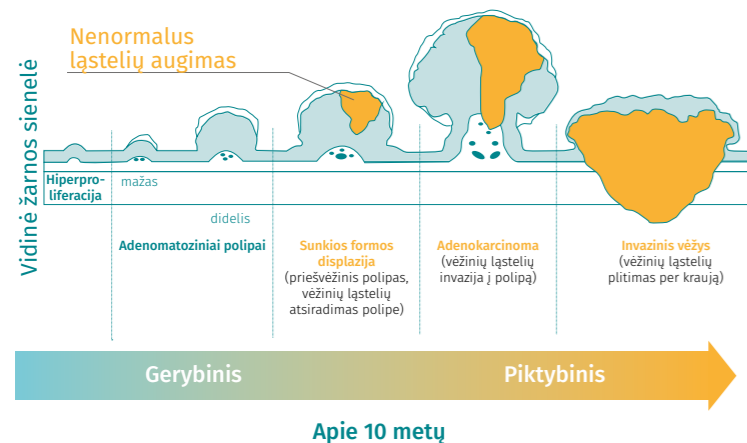 Nenormalus
ląstelių augimas
Vidinė žarnos sienelė
Hiperpro-
liferacija
mažas
didelis
Adenomatoziniai polipai
Sunkios formos
displazija
(priešvėžinis polipas,
vėžinių ląstelių
atsiradimas polipe)
Adenokarcinoma
(vėžinių ląstelių
invazija į polipą)
Invazinis vėžys
(vėžinių ląstelių
plitimas per kraują)
Gerybinis
Piktybinis
Apie 10 metų